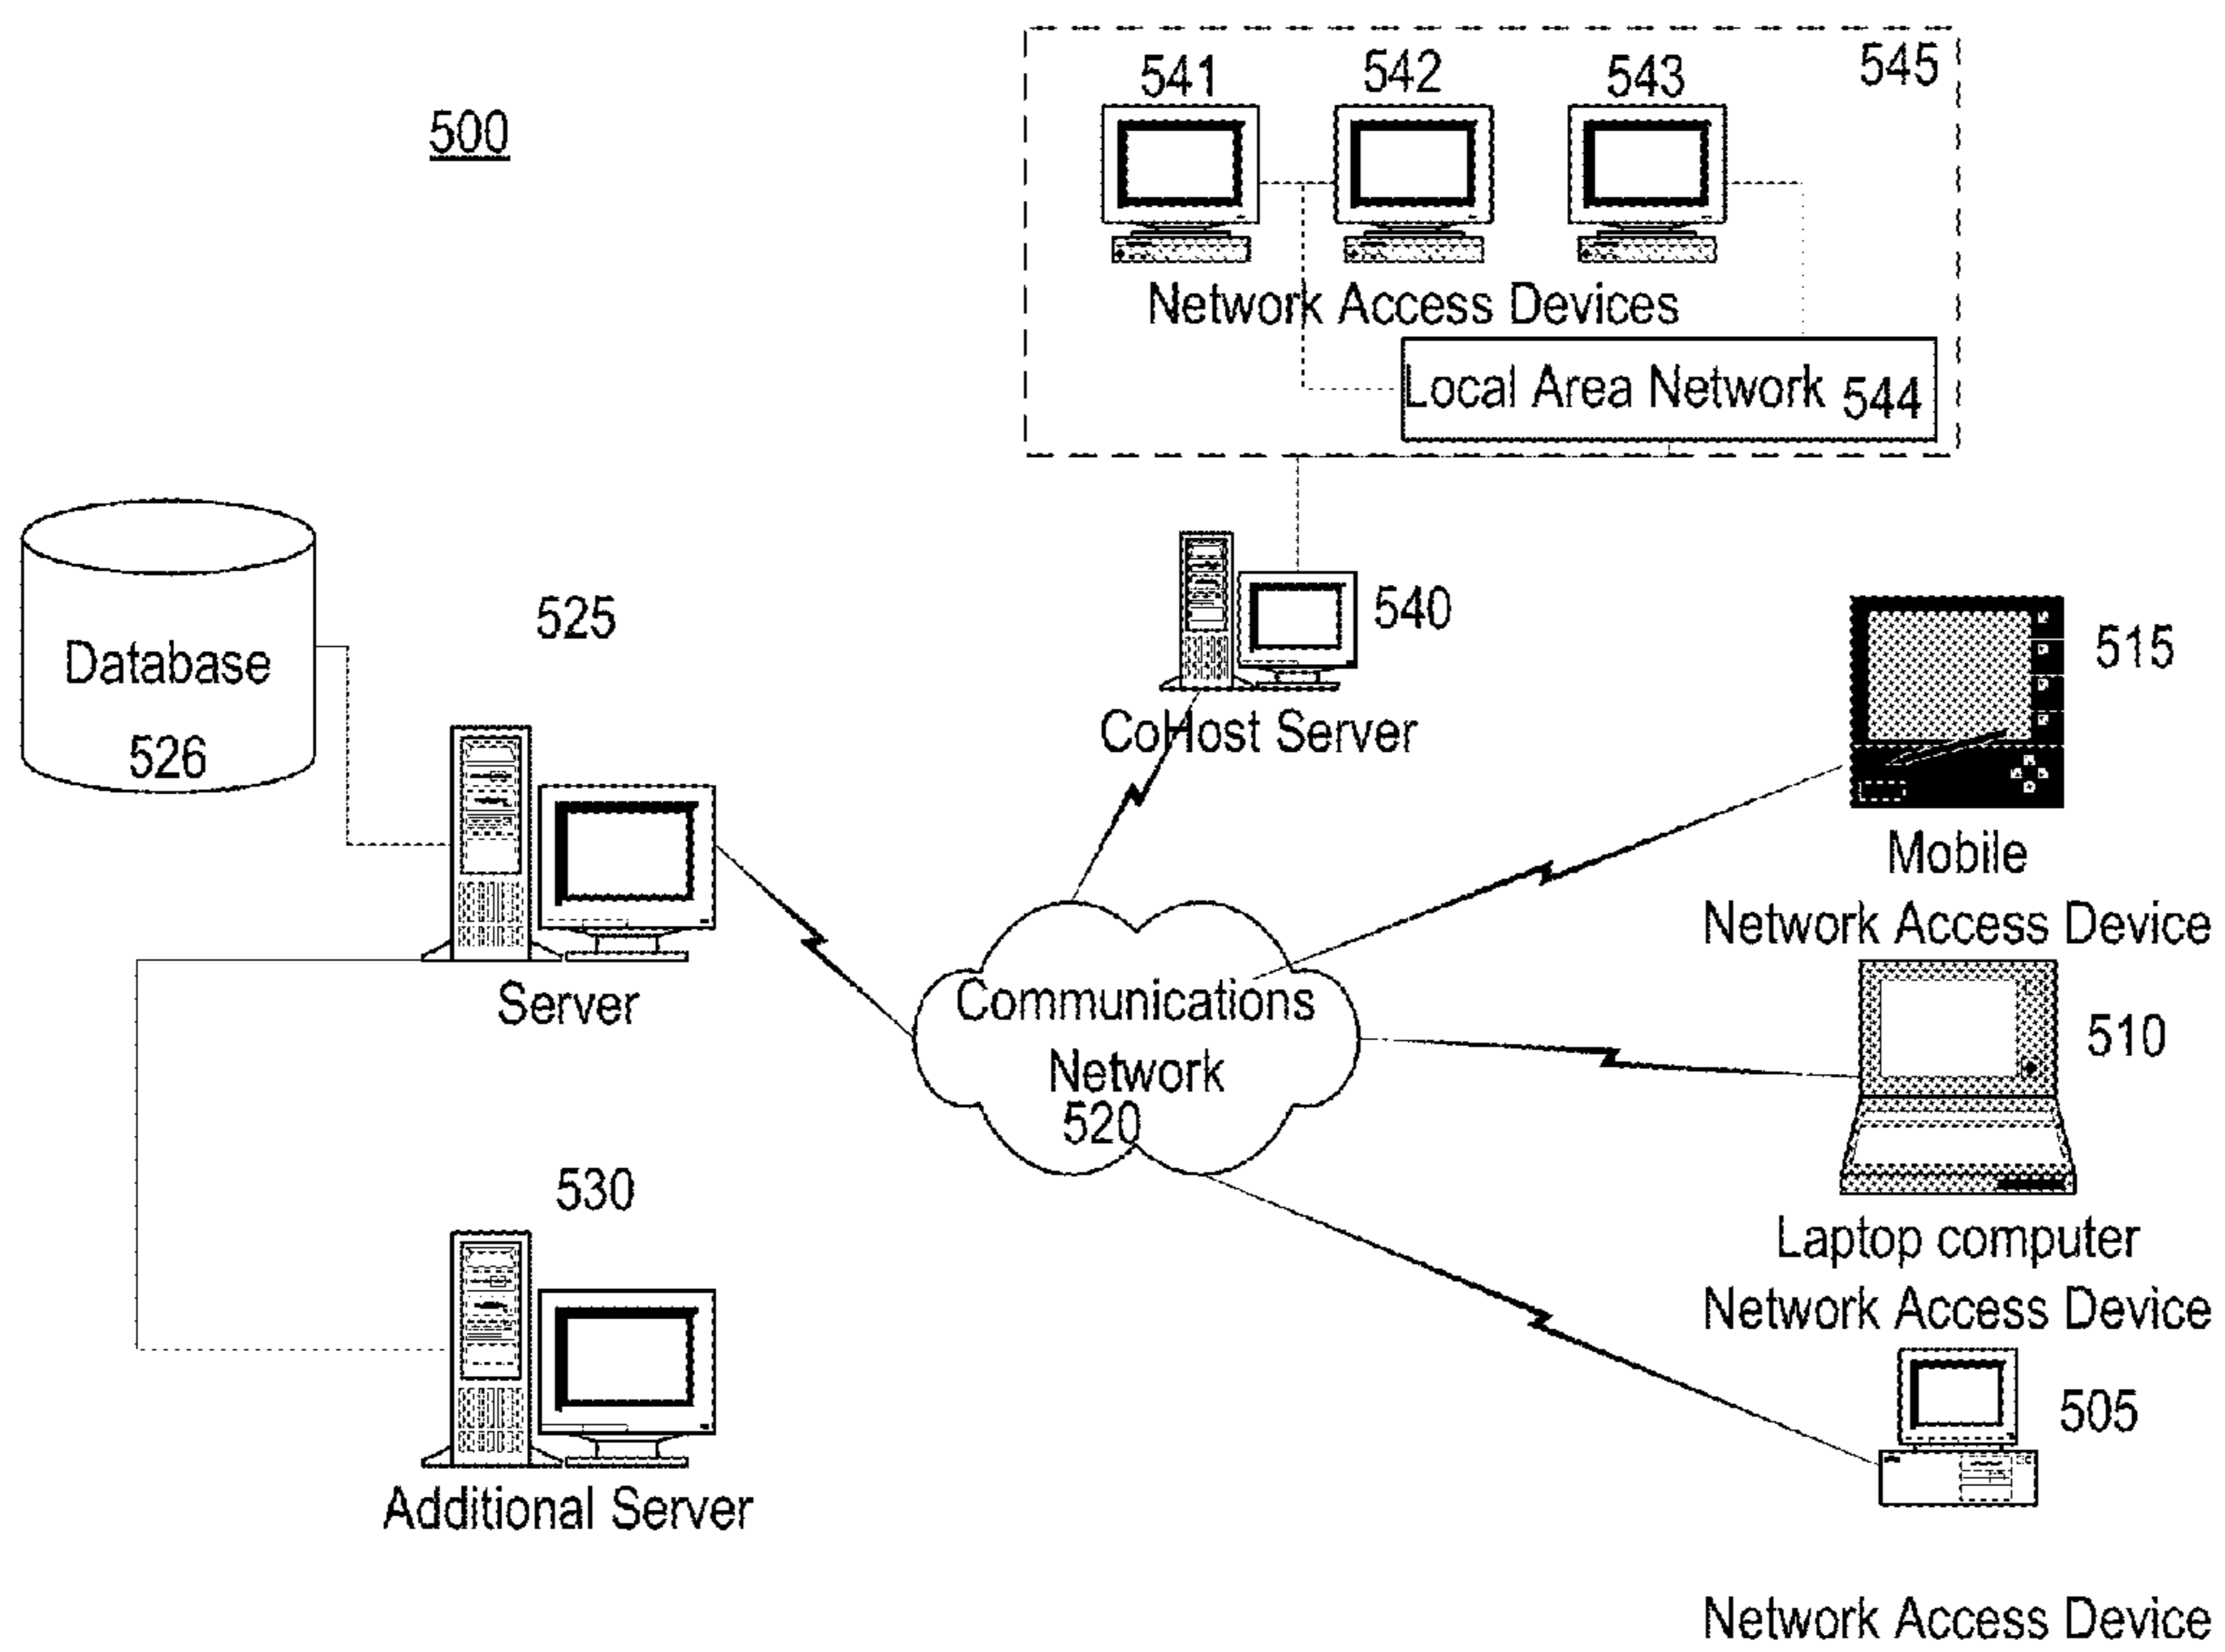 500
541 542 543 545
Network Access Devices
Local Area Network 544
Database
526
525
Server
540
CoHost Server
515
Mobile
Network Access Device
Communications
Network
520
510
Laptop computer
Network Access Device
530
Additional Server
505
Network Access Device